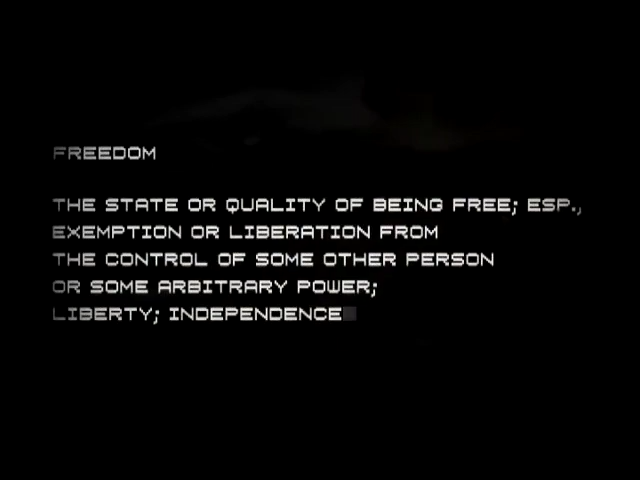 FREEDOM
THE STATE OR QUALITY OF BEING FREE; ESP.,
EXEMPTION OR LIBERATION FROM
THE CONTROL OF SOME OTHER PERSON
OR SOME ARBITRARY POWER;
LIBERTY; INDEPENDENCE